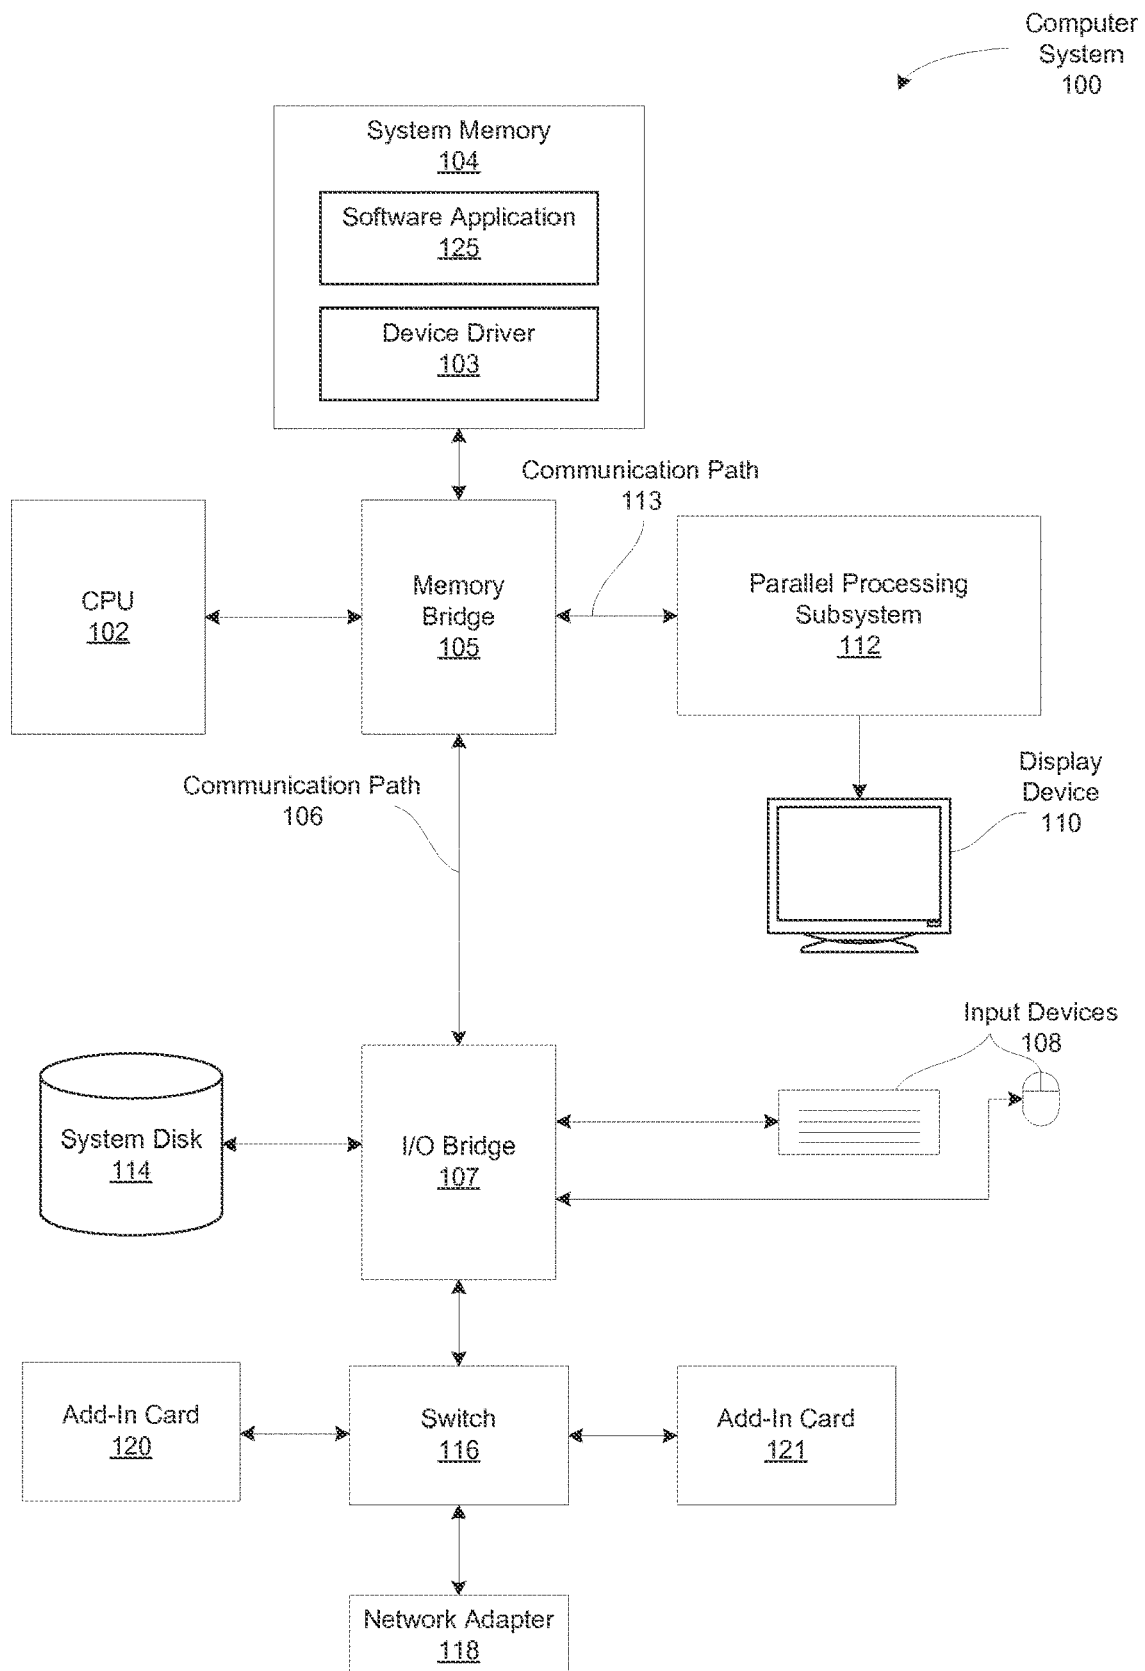 Computer
System
100
System Memory
104
Software Application
125
Device Driver
103
Communication Path
113
CPU
102
Memory
Bridge
105
Parallel Processing
Subsystem
112
Communication Path
106
Display
Device
110
Input Devices
108
System Disk
114
I/O Bridge
107
Add-In Card
120
Switch
116
Add-In Card
121
Network Adapter
118